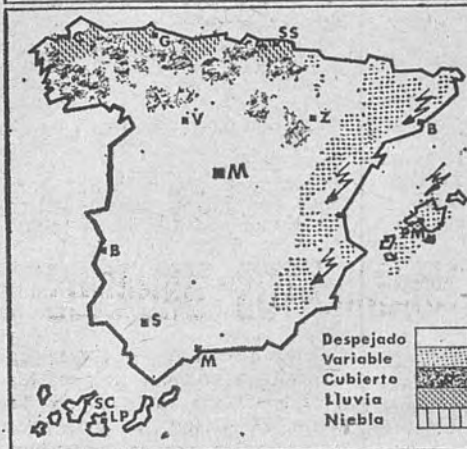 C G SS
V Z B
M
PM
B
S
M
SC
LP
Despejado
Variable
Cubierto
Lluvia
Niebla